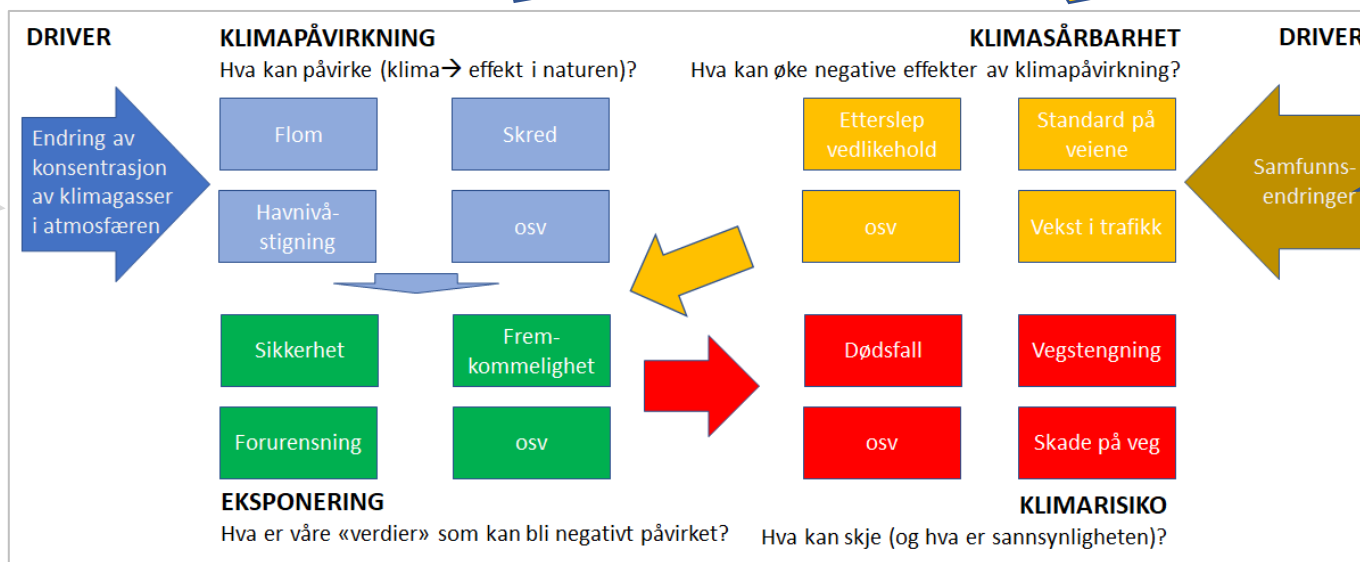 DRIVER
KLIMAPÅVIRKNING
Hva kan påvirke (klima→ effekt i naturen)?
KLIMASÅRBARHET
Hva kan øke negative effekter av klimapåvirkning?
DRIVER
Endring av
konsentrasjon
av klimagasser
i atmosfæren
Flom
Skred
Havnivå-
stigning
osv
Etterslep
vedlikehold
Standard på
veiene
osv
Vekst i trafikk
Samfunns-
endringer
Sikkerhet
Frem-
kommelighet
Forurensning
osv
Dødsfall
Vegstengning
osv
Skade på veg
EKSPONERING
Hva er våre «verdier» som kan bli negativt påvirket?
KLIMARISIKO
Hva kan skje (og hva er sannsynligheten)?